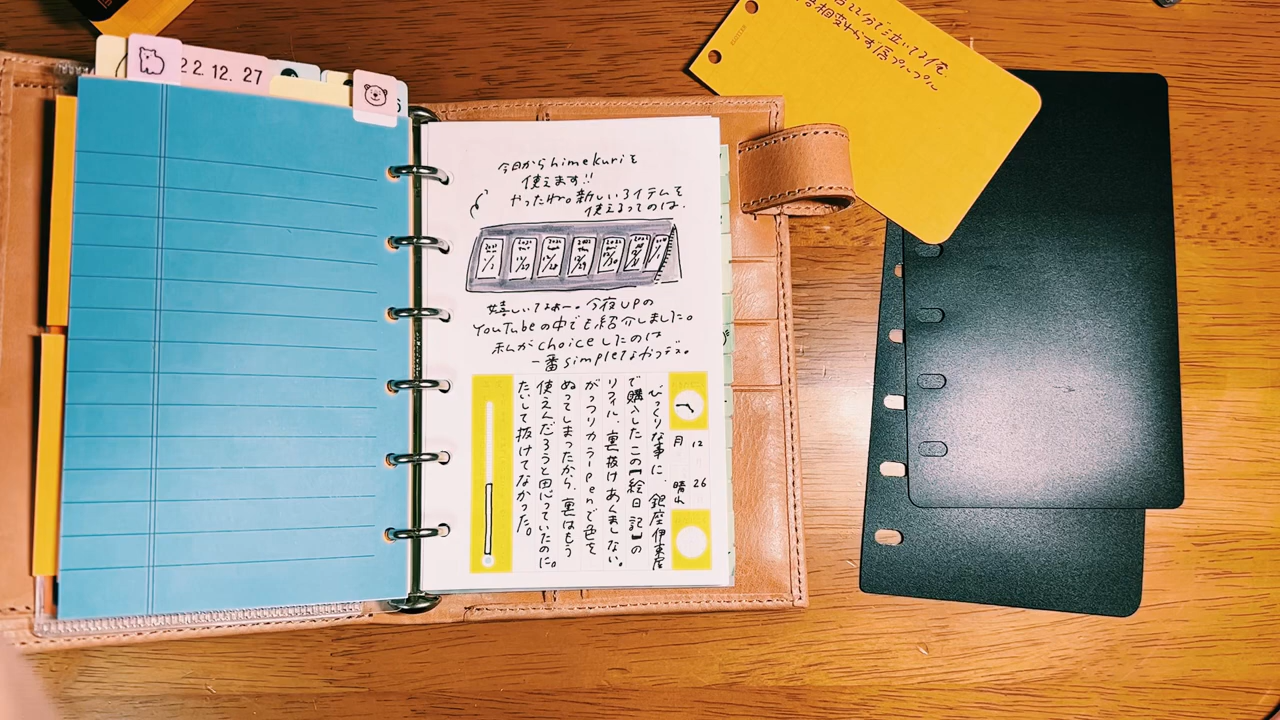 22.12.27
今日からhimekuriを
使えます!!
やったね。新しいアイテムを
使えるってのは、
嬉しいてよねー。今夜UPの
YouTubeの中でも紹介しました。
私がchoiceしたのは
一番simpleなやつデス。
月 12
晴れ 26
びっくりな事に、銀座伊東屋
で購入したこの【絵日記】の
リフィル、裏抜けあくましない。
がっつりカラーpenで色を
ぬってしまったから、裏はもう
使えんだろうと思っていたのに。
たいして抜けてなかった。